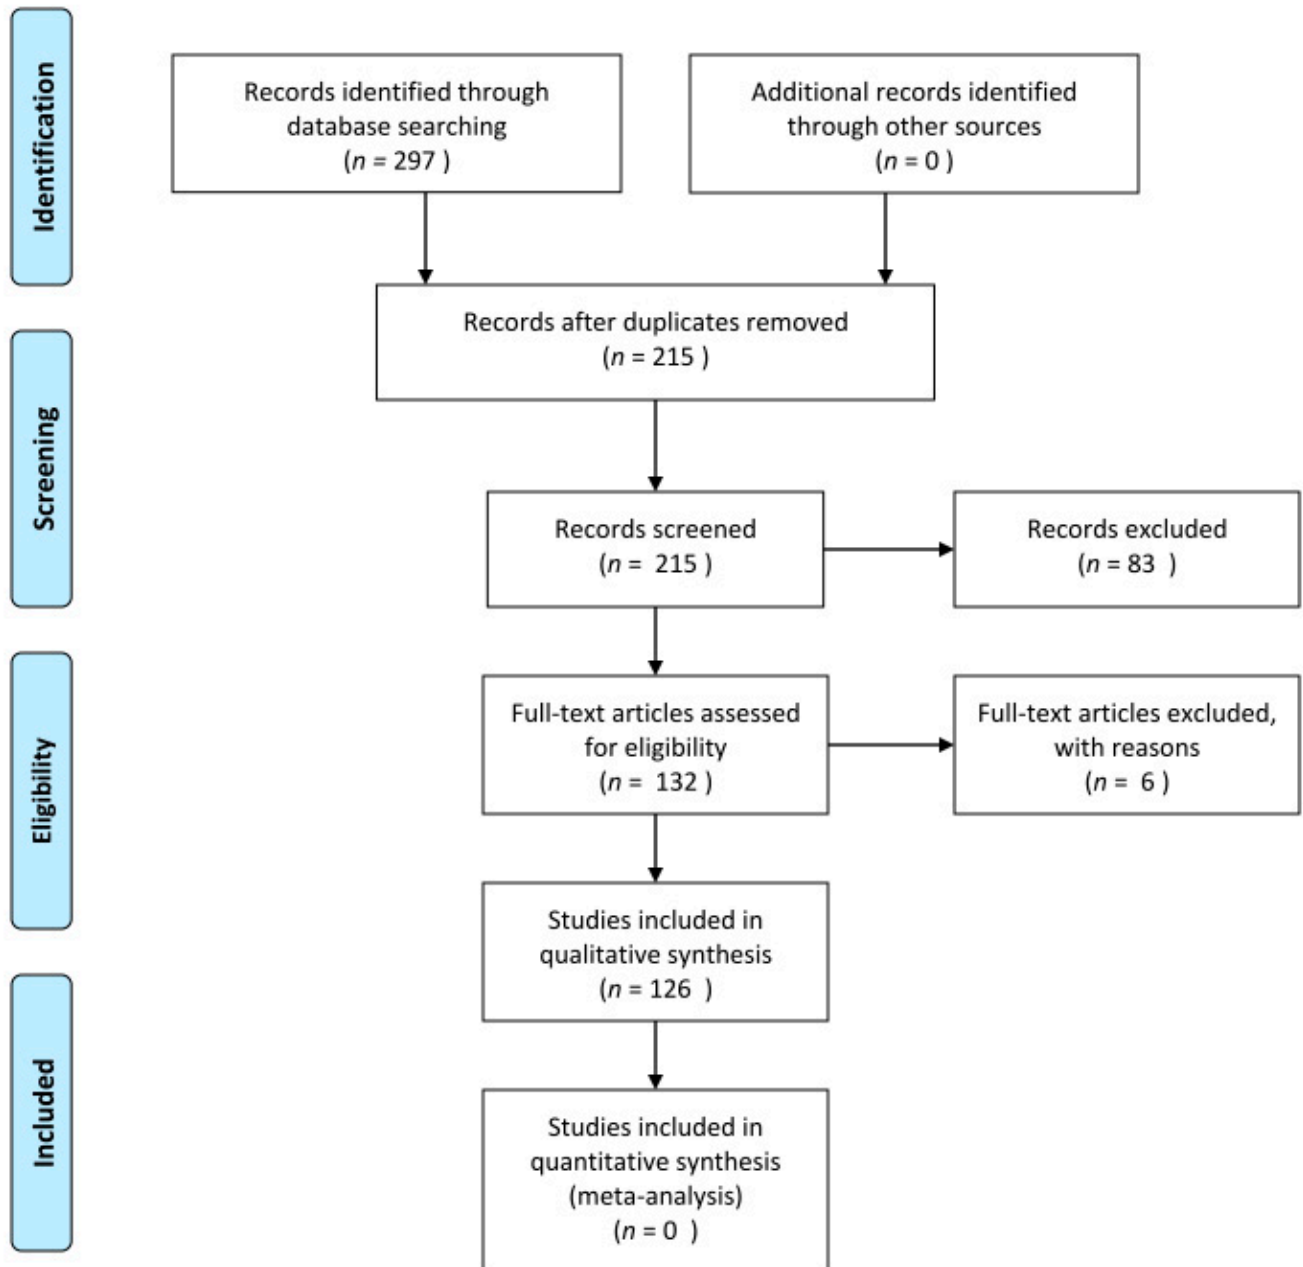 Identification
Records identified through
database searching
(n = 297 )
Additional records identified
through other sources
(n = 0 )
Records after duplicates removed
(n = 215 )
Screening
Records screened
(n = 215 )
Records excluded
(n = 83 )
Eligibility
Full-text articles assessed
for eligibility
(n = 132 )
Full-text articles excluded,
with reasons
(n = 6 )
Studies included in
qualitative synthesis
(n = 126 )
Included
Studies included in
quantitative synthesis
(meta-analysis)
(n = 0 )